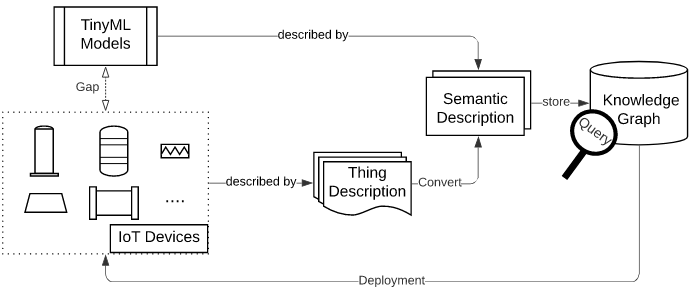 TinyML
Models
described by
Gap
Semantic
Description
store
Knowledge
Graph
Query
described by
Thing
Description
Convert
....
IoT Devices
Deployment